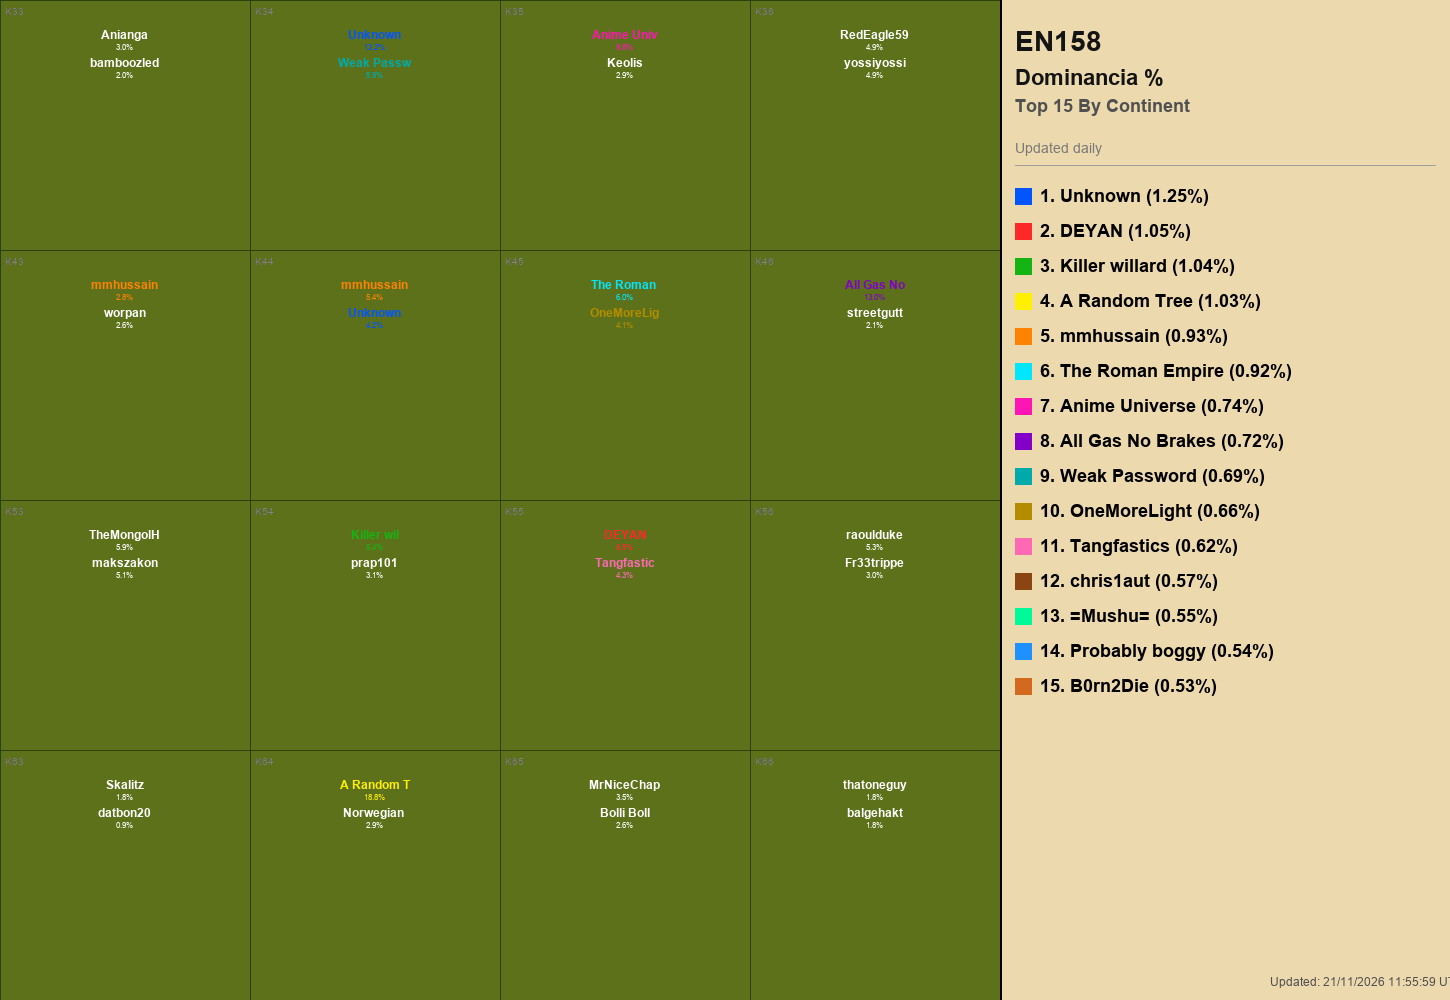 K33
Anianga
3.0%
bamboozled
2.0%
K34
Unknown
Weak Passw
K35
Anime Univ
Keolis
2.9%
K36
RedEagle59
4.9%
yossiyossi
4.9%
K43
mmhussain
2.8%
worpan
2.6%
K44
mmhussain
5.4%
Unknown
K45
The Roman
6.0%
OneMoreLig
4.1%
K46
All Gas No
13.0%
streetgutt
2.1%
K53
TheMongolH
5.9%
makszakon
5.1%
K54
Killer wil
prap101
3.1%
K55
DEYAN
Tangfastic
4.3%
K56
raoulduke
5.3%
Fr33trippe
3.0%
K63
Skalitz
1.8%
datbon20
0.9%
K64
A Random T
18.8%
Norwegian
2.9%
K65
MrNiceChap
3.5%
Bolli Boll
2.6%
K66
thatoneguy
1.8%
balgehakt
1.8%
EN158
Dominancia %
Top 15 By Continent
Updated daily
1. Unknown (1.25%)
2. DEYAN (1.05%)
3. Killer willard (1.04%)
4. A Random Tree (1.03%)
5. mmhussain (0.93%)
6. The Roman Empire (0.92%)
7. Anime Universe (0.74%)
8. All Gas No Brakes (0.72%)
9. Weak Password (0.69%)
10. OneMoreLight (0.66%)
11. Tangfastics (0.62%)
12. chris1aut (0.57%)
13. =Mushu= (0.55%)
14. Probably boggy (0.54%)
15. B0rn2Die (0.53%)
Updated: 21/11/2026 11:55:59 U